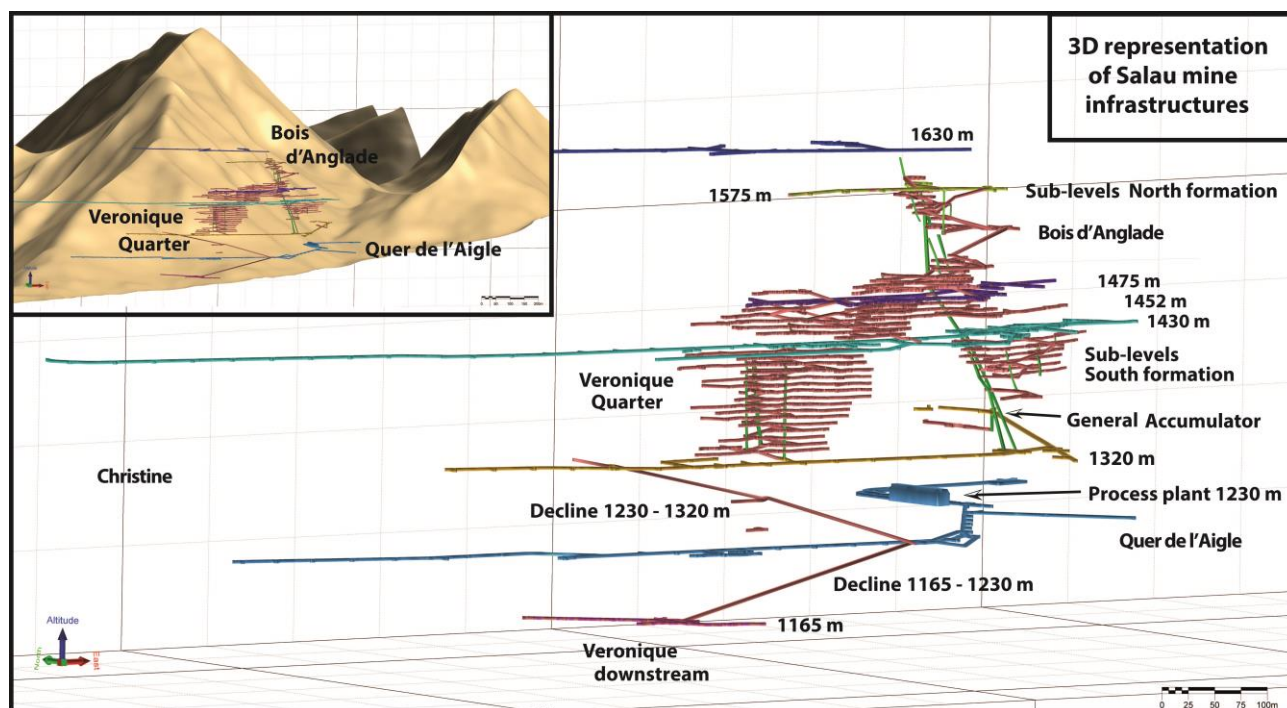 3D representation
of Salau mine
infrastructures
Bois
d'Anglade
Veronique
Quarter
Quer de l'Aigle
1630 m
1575 m
Sub-levels North formation
Bois d'Anglade
1475 m
1452 m
1430 m
Sub-levels
South formation
Veronique
Quarter
General Accumulator
1320 m
Christine
Process plant 1230 m
Decline 1230 - 1320 m
Quer de l'Aigle
Decline 1165 - 1230 m
1165 m
Veronique
downstream
Altitude
North
East
0 25 50 75 100m